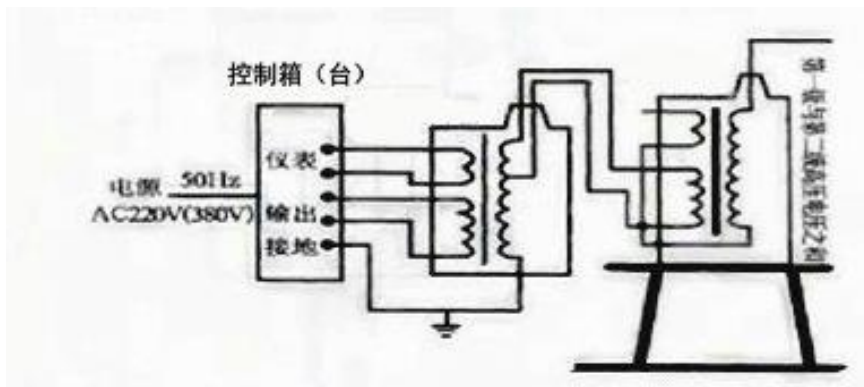 控制箱（台）
仪表
电源 50Hz
AC220V(380V)
输出
接地
第一级与第二级高压电压之和